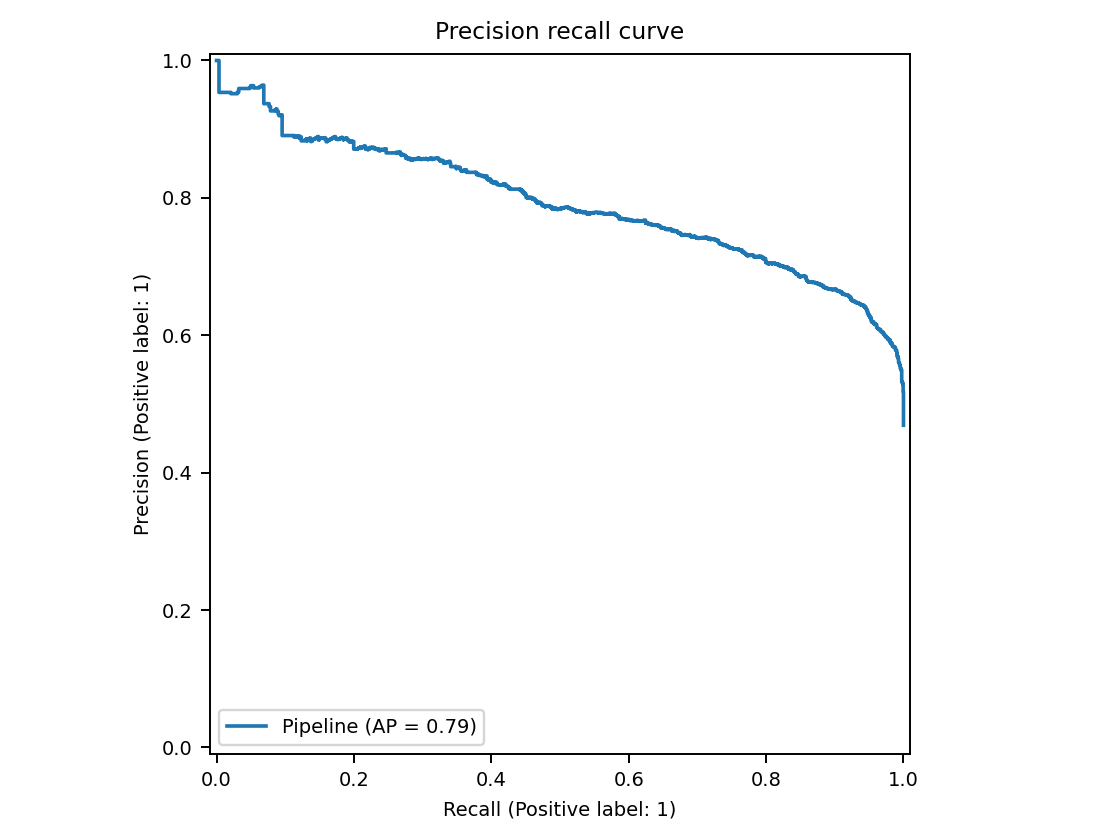 Precision recall curve
1.0
0.8
0.6
0.4
0.2
0.0
Precision (Positive label: 1)
Pipeline (AP = 0.79)
0.0 0.2 0.4 0.6 0.8 1.0
Recall (Positive label: 1)